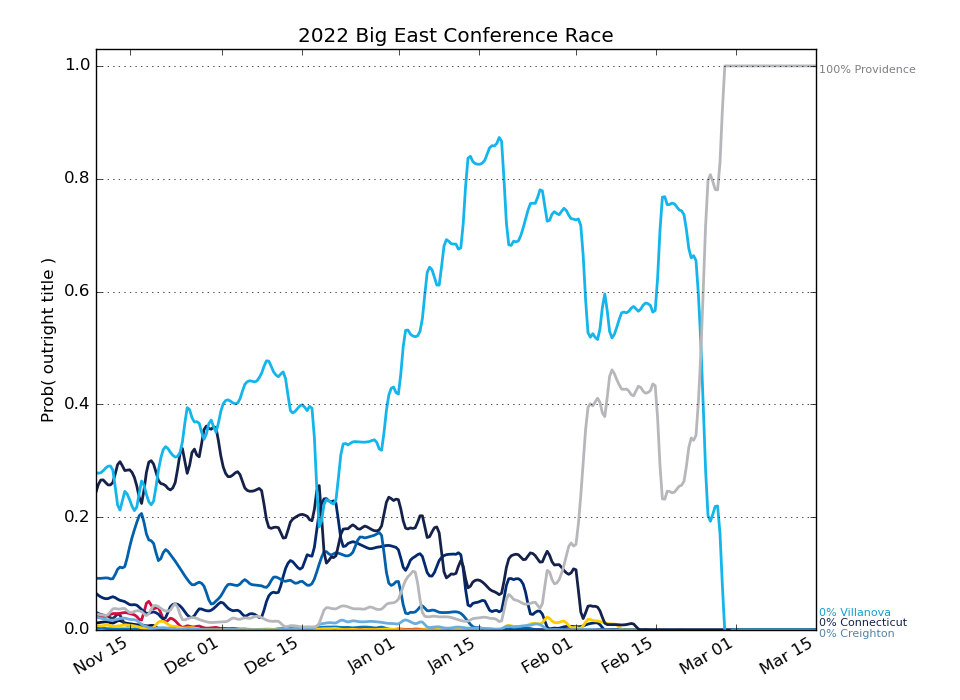 2022 Big East Conference Race
1.0
100% Providence
0.8
0.6
Prob( outright title )
0.4
0.2
0% Villanova
0% Connecticut
0.0
0% Creighton
Nov 15
Dec 01
Dec 15
Jan 01
Jan 15
Feb 01
Feb 15
Mar 01
Mar 15